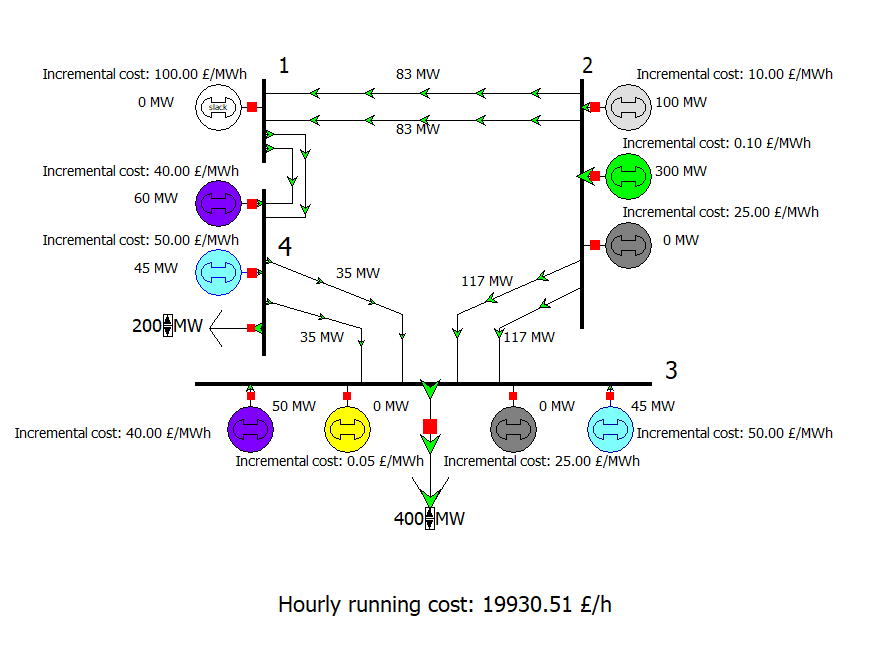 1
2
Incremental cost: 100.00 £/MWh
83 MW
Incremental cost: 10.00 £/MWh
0 MW
slack
100 MW
83 MW
Incremental cost: 0.10 £/MWh
Incremental cost: 40.00 £/MWh
300 MW
60 MW
Incremental cost: 25.00 £/MWh
Incremental cost: 50.00 £/MWh
4
0 MW
45 MW
35 MW
117 MW
200 MW
35 MW
117 MW
3
50 MW
0 MW
0 MW
45 MW
Incremental cost: 40.00 £/MWh
Incremental cost: 50.00 £/MWh
Incremental cost: 0.05 £/MWh
Incremental cost: 25.00 £/MWh
400 MW
Hourly running cost: 19930.51 £/h